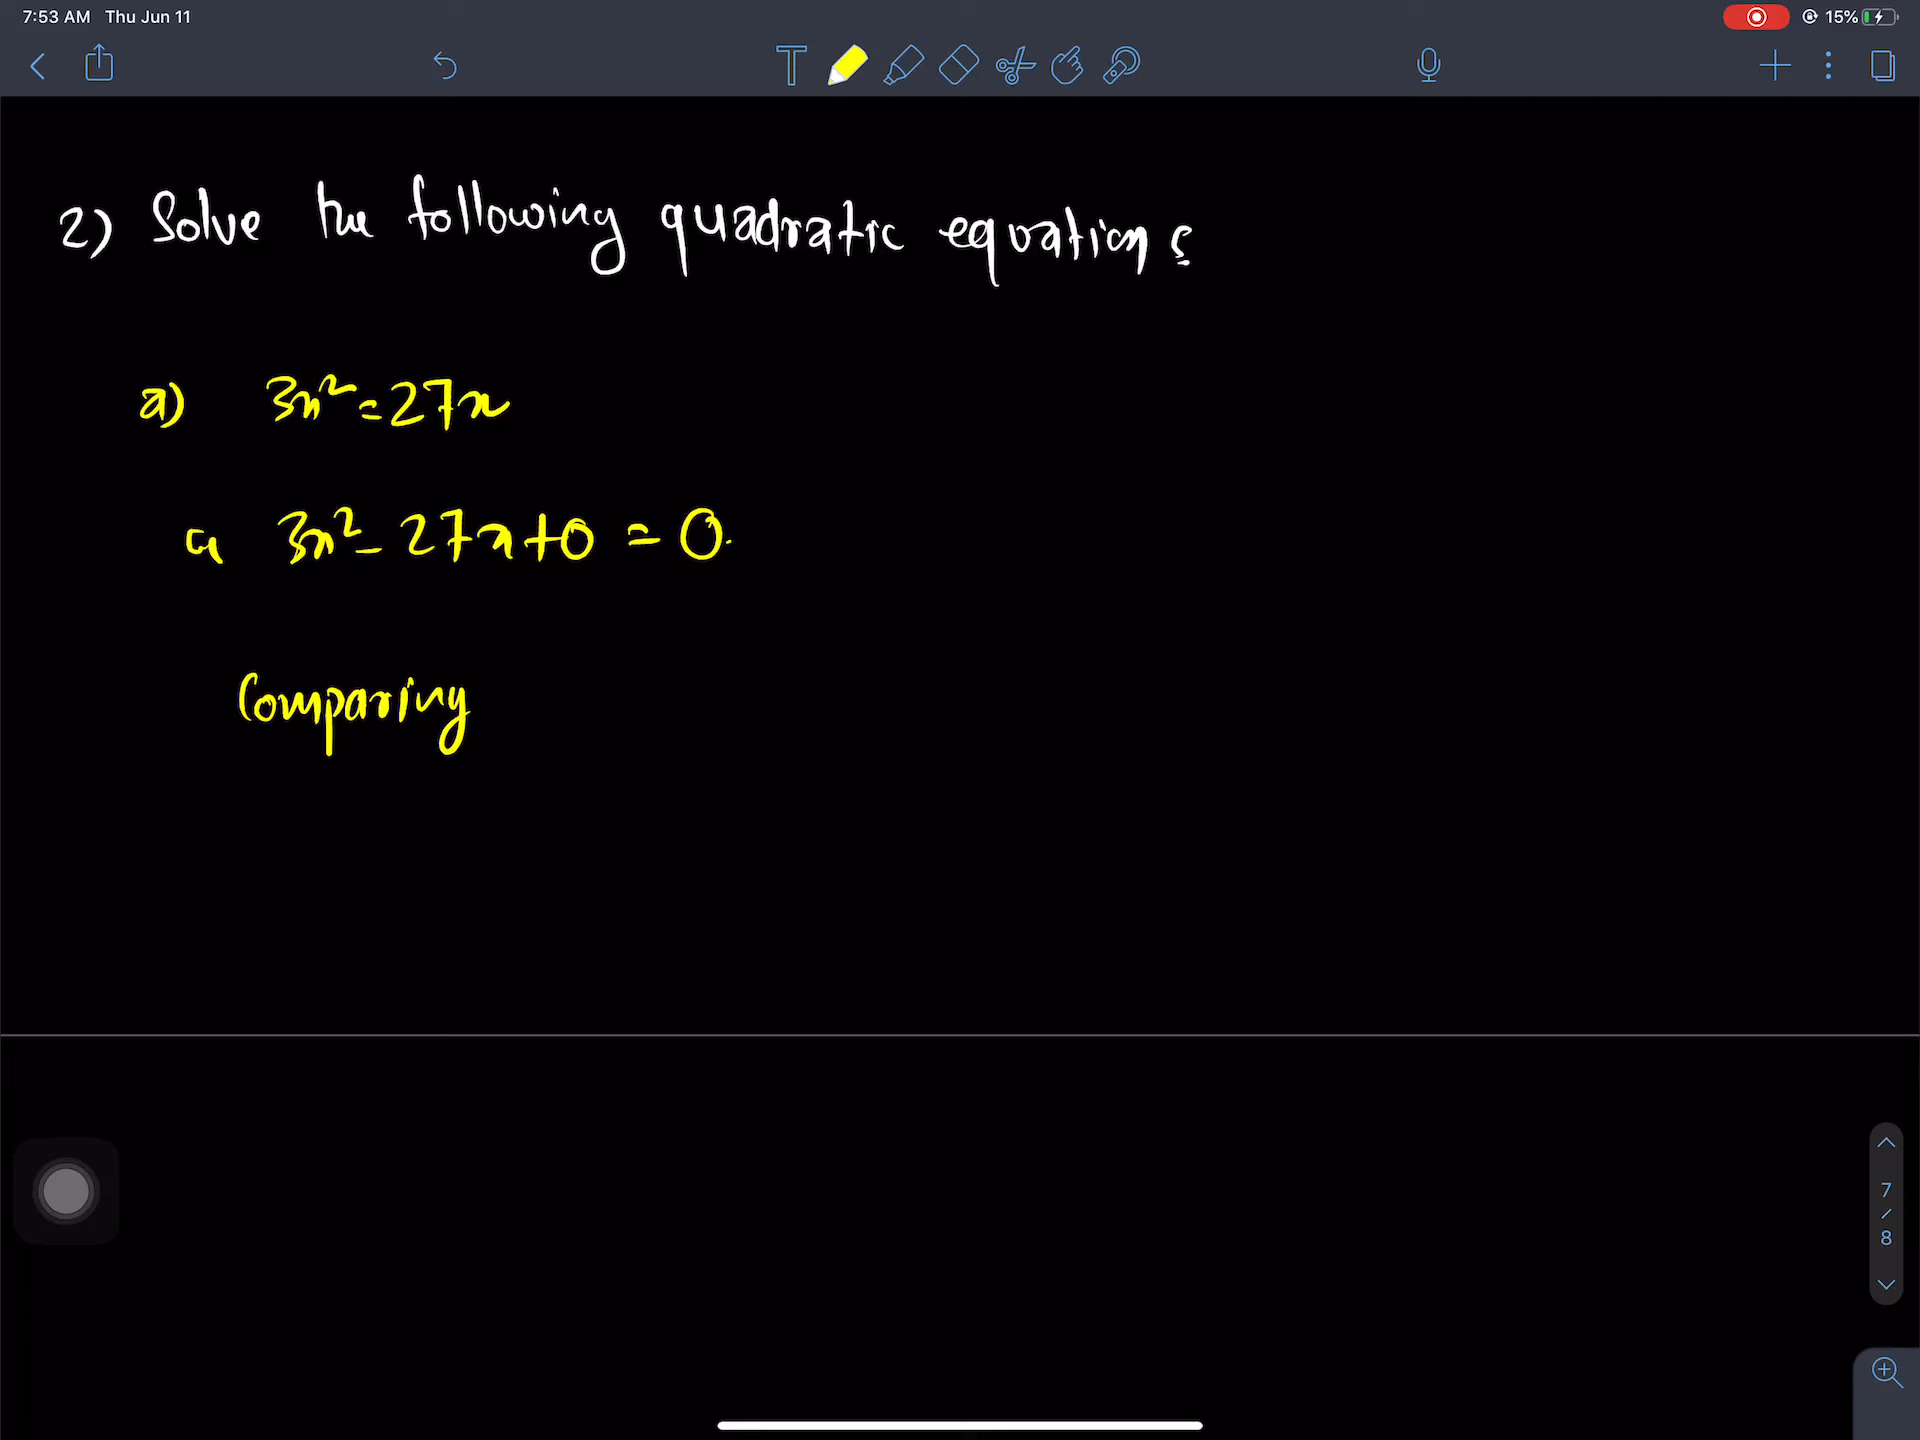 7:53 AM Thu Jun 11
15%
2) Solve the following quadratic equations
a) 3x² = 27x
3x² - 27x + 0 = 0.
Comparing
7
/
8